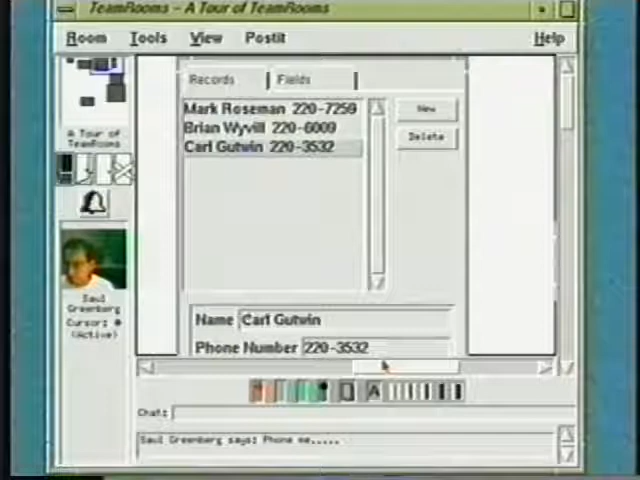 TeamRooms - A Tour of TeamRooms
Room Tools View Postit Help
Records Fields
Mark Roseman 220-7259
Brian Wyvill 220-6009
Carl Gutwin 220-3532
New
Delete
A Tour of
TeamRooms
Saul
Greenberg
Cursor:
(Active)
Name Carl Gutwin
Phone Number 220-3532
A
Chat:
Saul Greenberg says: Phone me.....